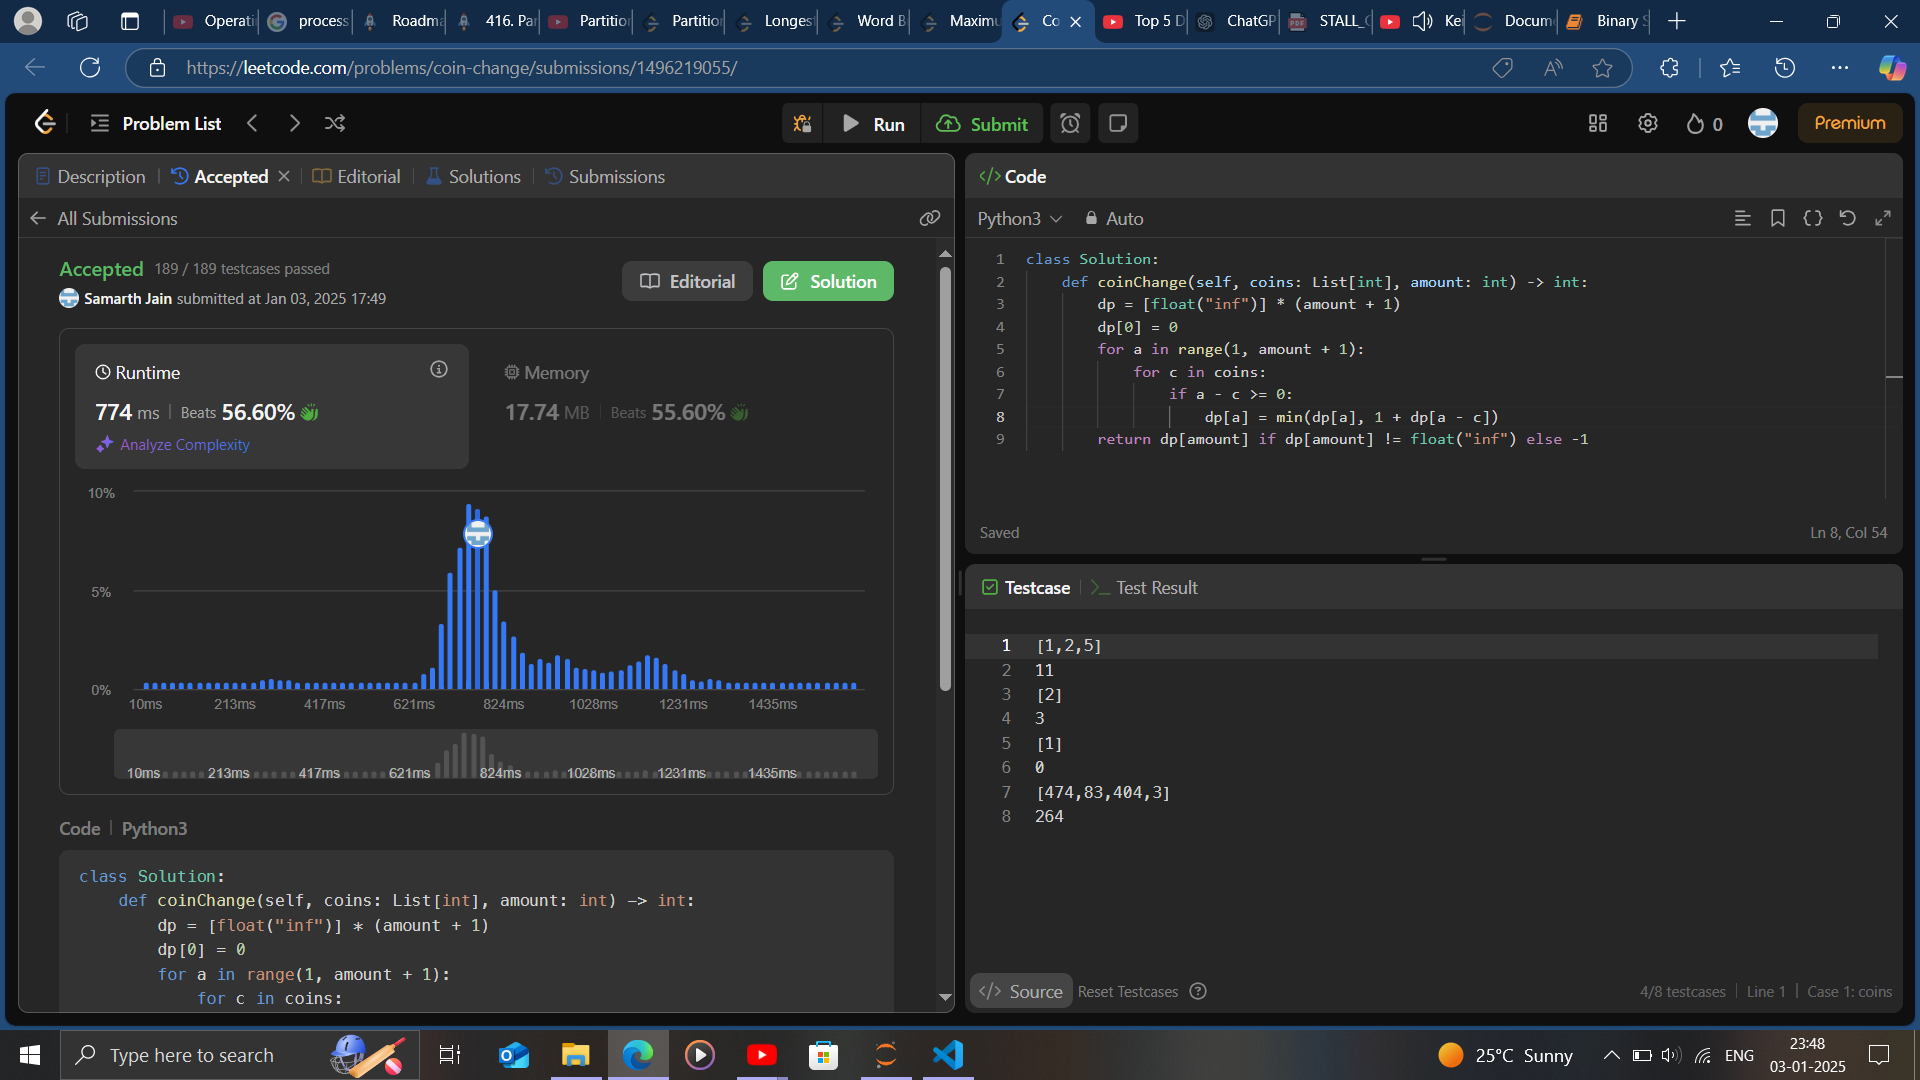 Operati
process
Roadma
416. Pa
Partition
Partition
Longest
Word B
Maximu
Co
Top 5 D
ChatGP
STALL_C
Kei
Docume
Binary S
https://leetcode.com/problems/coin-change/submissions/1496219055/
Problem List
Run
Submit
0
Premium
Description
Accepted
Editorial
Solutions
Submissions
All Submissions
Accepted 189 / 189 testcases passed
Samarth Jain submitted at Jan 03, 2025 17:49
Editorial
Solution
Runtime
774 ms | Beats 56.60%
Analyze Complexity
Memory
17.74 MB | Beats 55.60%
10%
5%
0%
10ms 213ms 417ms 621ms 824ms 1028ms 1231ms 1435ms
10ms 213ms 417ms 621ms 824ms 1028ms 1231ms 1435ms
Code | Python3
class Solution:
def coinChange(self, coins: List[int], amount: int) -> int:
dp = [float("inf")] * (amount + 1)
dp[0] = 0
for a in range(1, amount + 1):
for c in coins:
</> Code
Python3
Auto
1 class Solution:
2 def coinChange(self, coins: List[int], amount: int) -> int:
3 dp = [float("inf")] * (amount + 1)
4 dp[0] = 0
5 for a in range(1, amount + 1):
6 for c in coins:
7 if a - c >= 0:
8 dp[a] = min(dp[a], 1 + dp[a - c])
9 return dp[amount] if dp[amount] != float("inf") else -1
Saved
Ln 8, Col 54
Testcase
>_ Test Result
1 [1,2,5]
2 11
3 [2]
4 3
5 [1]
6 0
7 [474,83,404,3]
8 264
</> Source
Reset Testcases
4/8 testcases | Line 1 | Case 1: coins
Type here to search
25°C Sunny
ENG
23:48
03-01-2025